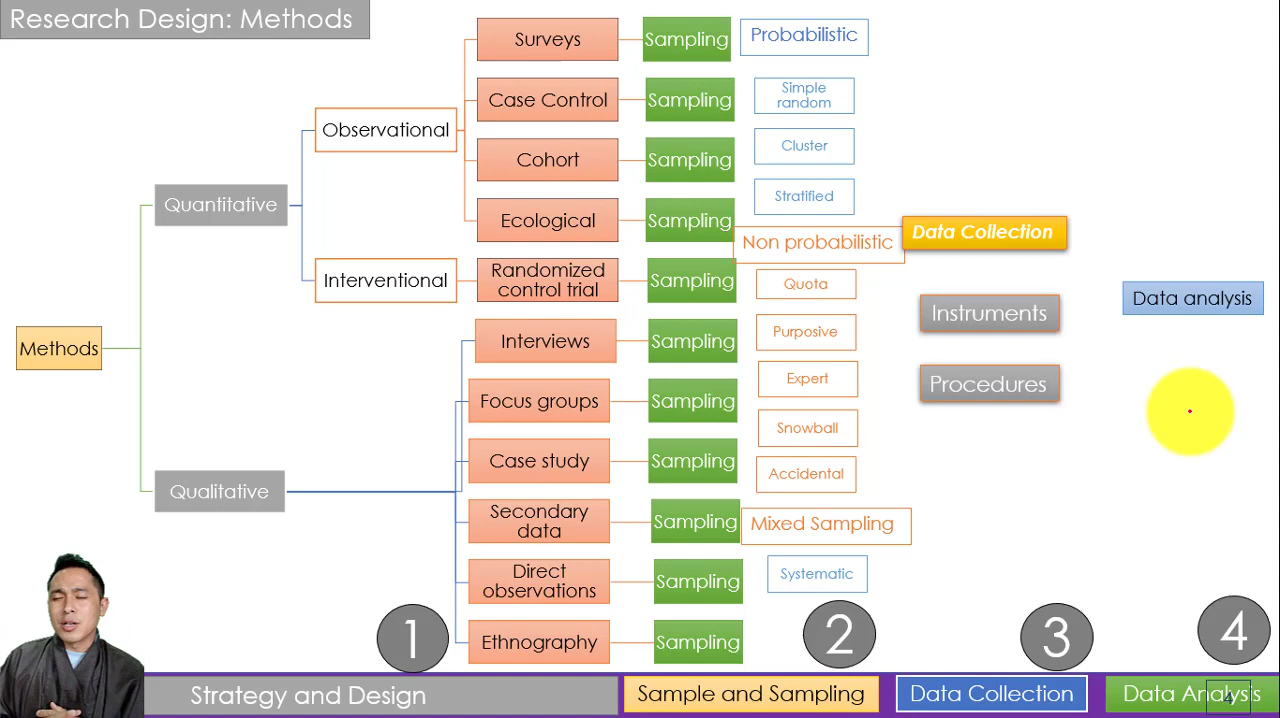 Research Design: Methods
Methods
Quantitative
Qualitative
Observational
Interventional
Surveys
Case Control
Cohort
Ecological
Randomized
control trial
Interviews
Focus groups
Case study
Secondary
data
Direct
observations
Ethnography
Sampling
Sampling
Sampling
Sampling
Sampling
Sampling
Sampling
Sampling
Sampling
Sampling
Sampling
Probabilistic
Simple
random
Cluster
Stratified
Non probabilistic
Quota
Purposive
Expert
Snowball
Accidental
Mixed Sampling
Systematic
Data Collection
Instruments
Procedures
Data analysis
1
2
3
4
Strategy and Design
Sample and Sampling
Data Collection
Data Analysis
4